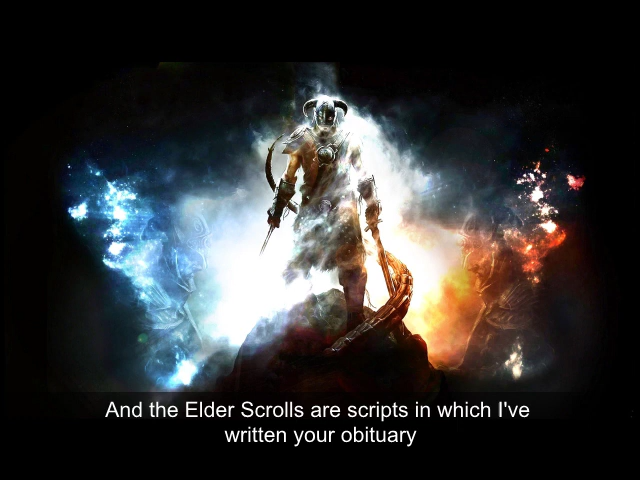 And the Elder Scrolls are scripts in which I've
written your obituary